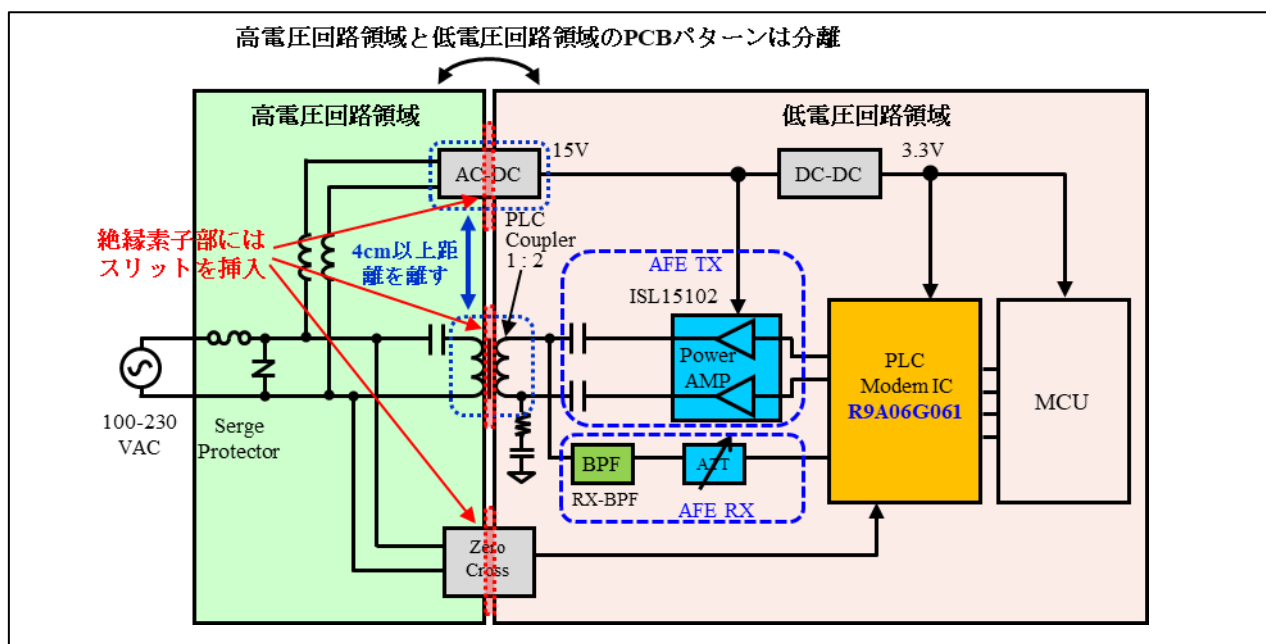 高電圧回路領域と低電圧回路領域のPCBパターンは分離
高電圧回路領域
低電圧回路領域
AC-DC
15V
DC-DC
3.3V
絶縁素子部には
スリットを挿入
4cm以上距
離を離す
PLC
Coupler
1 : 2
AFE TX
ISL15102
Power
AMP
PLC
Modem IC
R9A06G061
MCU
100-230
VAC
Serge
Protector
BPF
RX-BPF
ATT
AFE RX
Zero
Cross